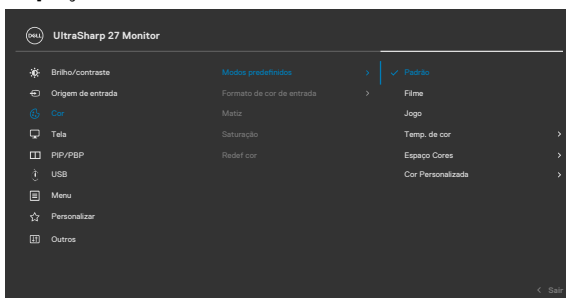 DELL UltraSharp 27 Monitor
Brilho/contraste
Modos predefinidos
Padrão
Origem de entrada
Formato de cor de entrada
Filme
Cor
Matiz
Jogo
Tela
Saturação
Temp. de cor
PIP/PBP
Redef cor
Espaço Cores
USB
Cor Personalizada
Menu
Personalizar
Outros
Sair